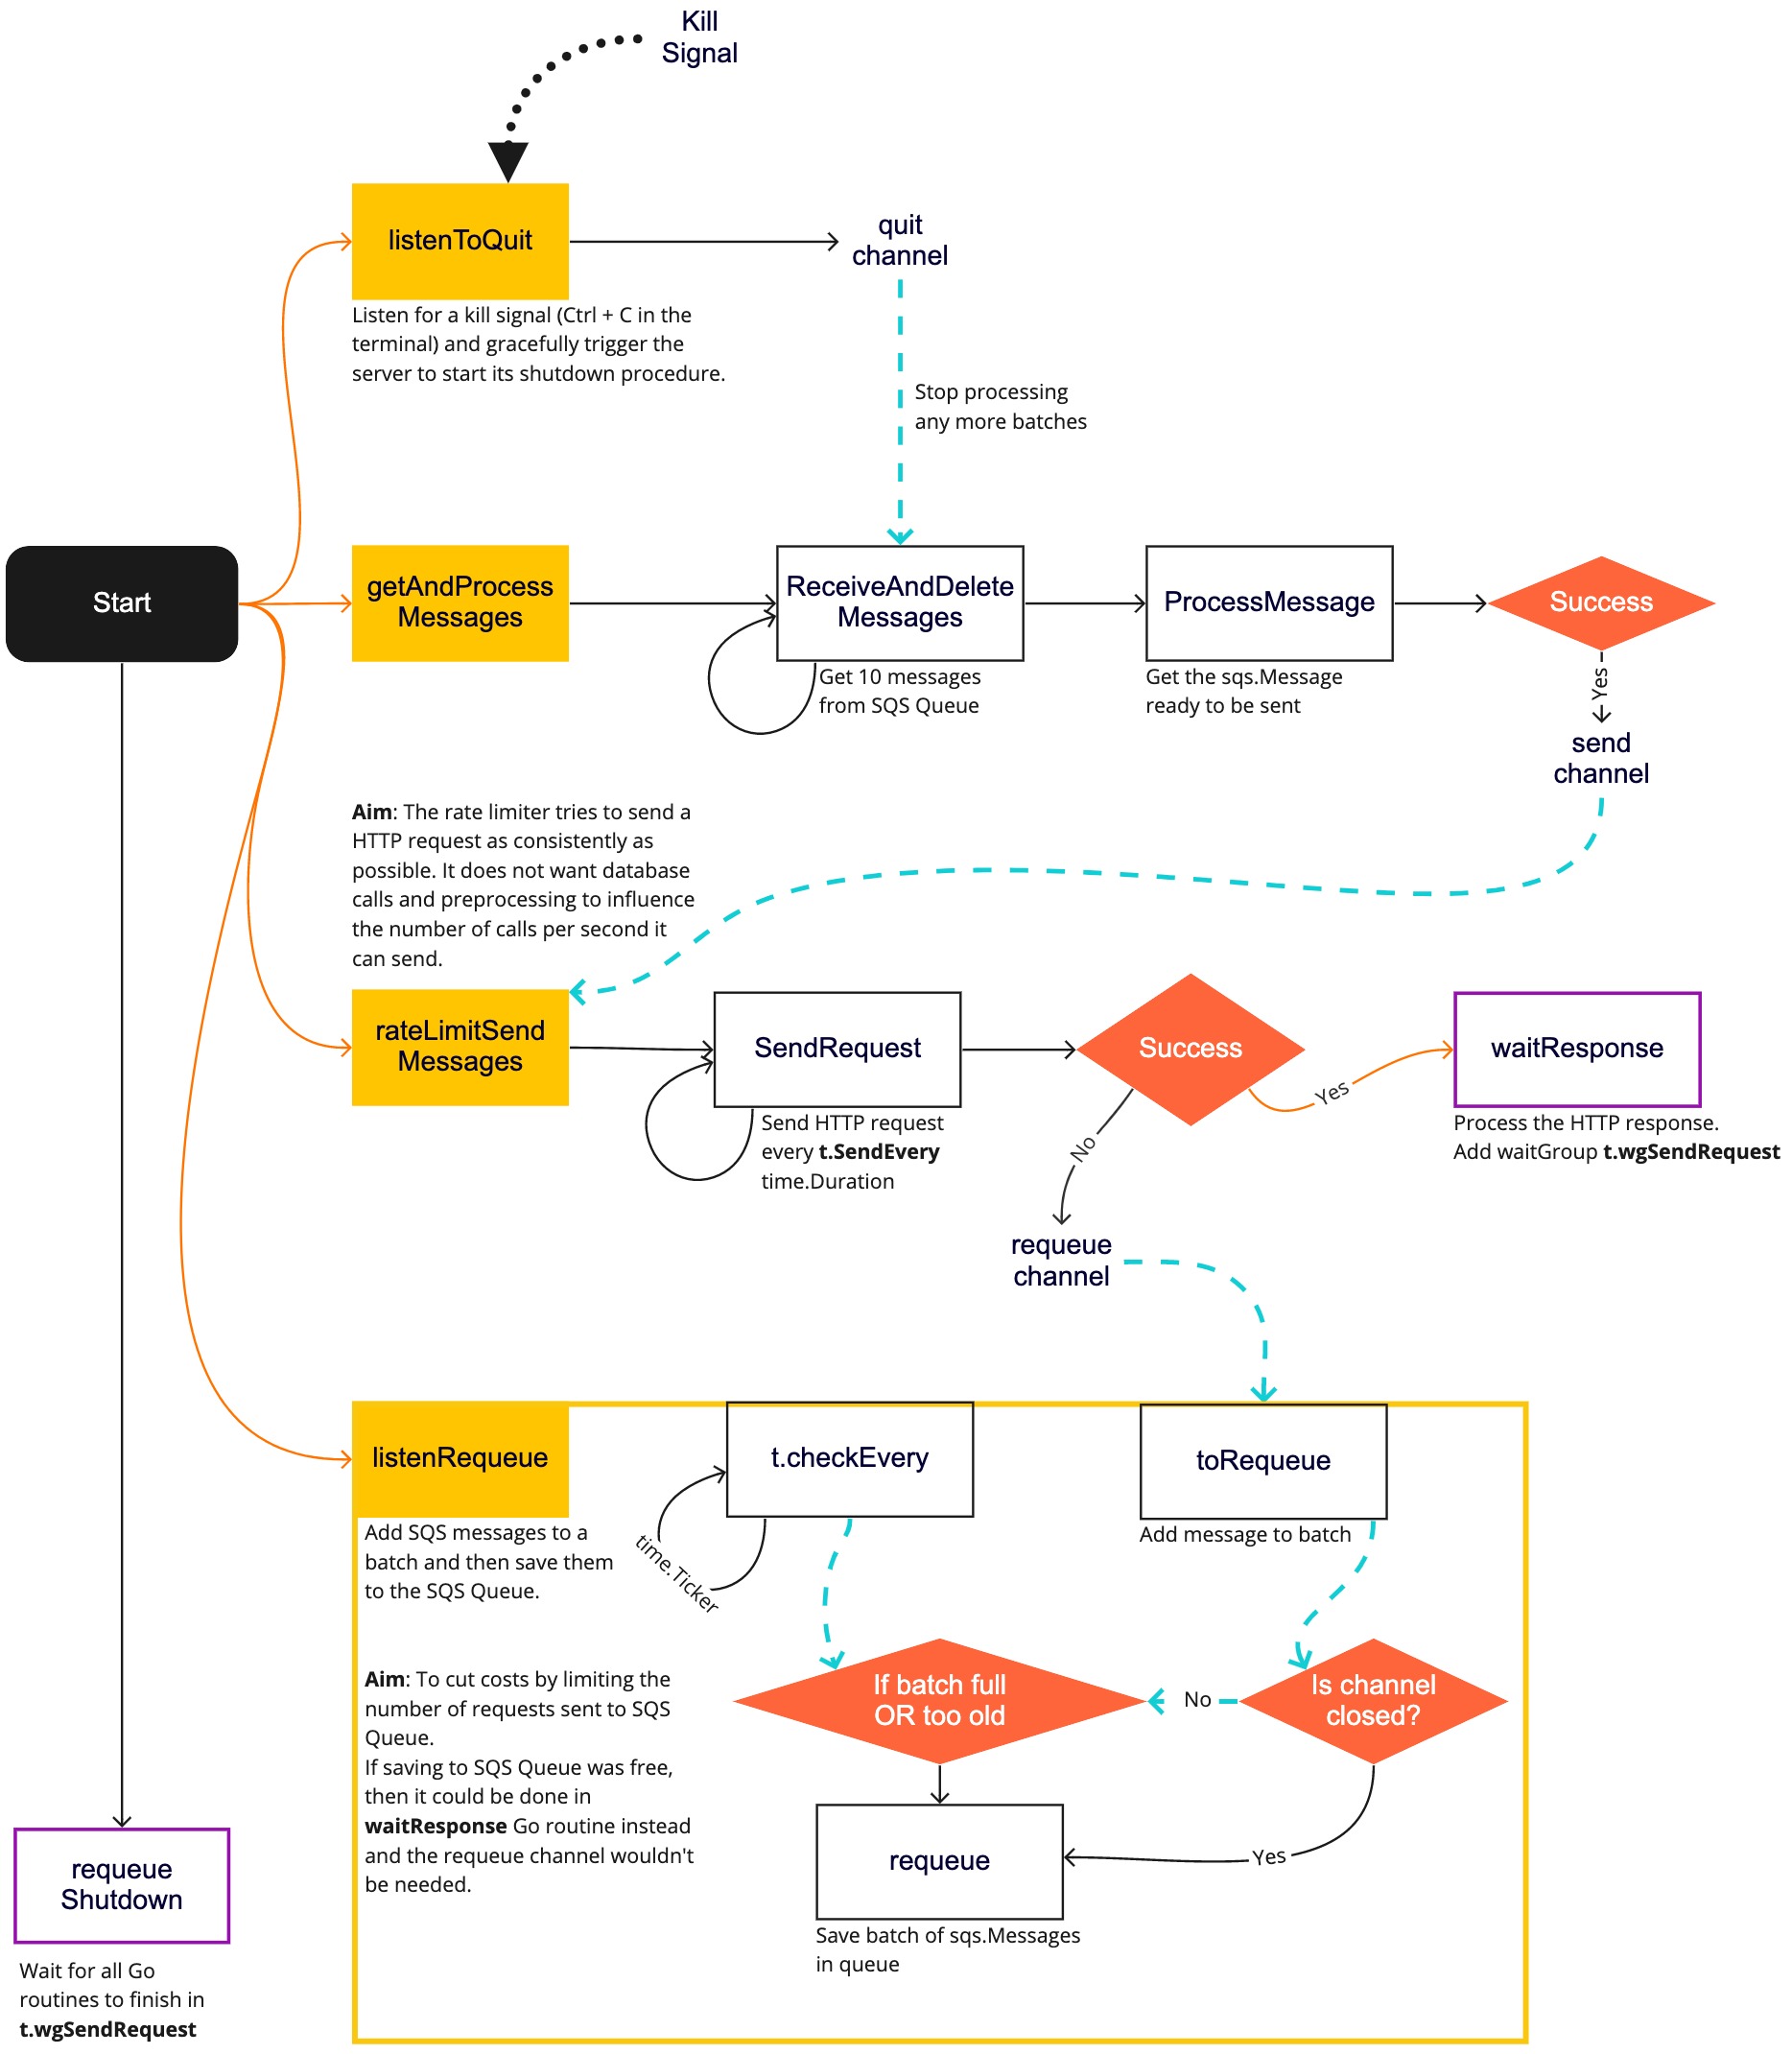 Kill
Signal
listenToQuit
quit
channel
Listen for a kill signal (Ctrl + C in the
terminal) and gracefully trigger the
server to start its shutdown procedure.
Stop processing
any more batches
Start
getAndProcess
Messages
ReceiveAndDelete
Messages
ProcessMessage
Success
Get 10 messages
from SQS Queue
Get the sqs.Message
ready to be sent
Yes
send
channel
Aim: The rate limiter tries to send a
HTTP request as consistently as
possible. It does not want database
calls and preprocessing to influence
the number of calls per second it
can send.
rateLimitSend
Messages
SendRequest
Success
Yes
waitResponse
Send HTTP request
every t.SendEvery
time.Duration
No
Process the HTTP response.
Add waitGroup t.wgSendRequest
requeue
channel
listenRequeue
t.checkEvery
toRequeue
Add SQS messages to a
batch and then save them
to the SQS Queue.
time.Ticker
Add message to batch
Aim: To cut costs by limiting the
number of requests sent to SQS
Queue.
If saving to SQS Queue was free,
then it could be done in
waitResponse Go routine instead
and the requeue channel wouldn't
be needed.
If batch full
OR too old
No
Is channel
closed?
requeue
Yes
Save batch of sqs.Messages
in queue
requeue
Shutdown
Wait for all Go
routines to finish in
t.wgSendRequest